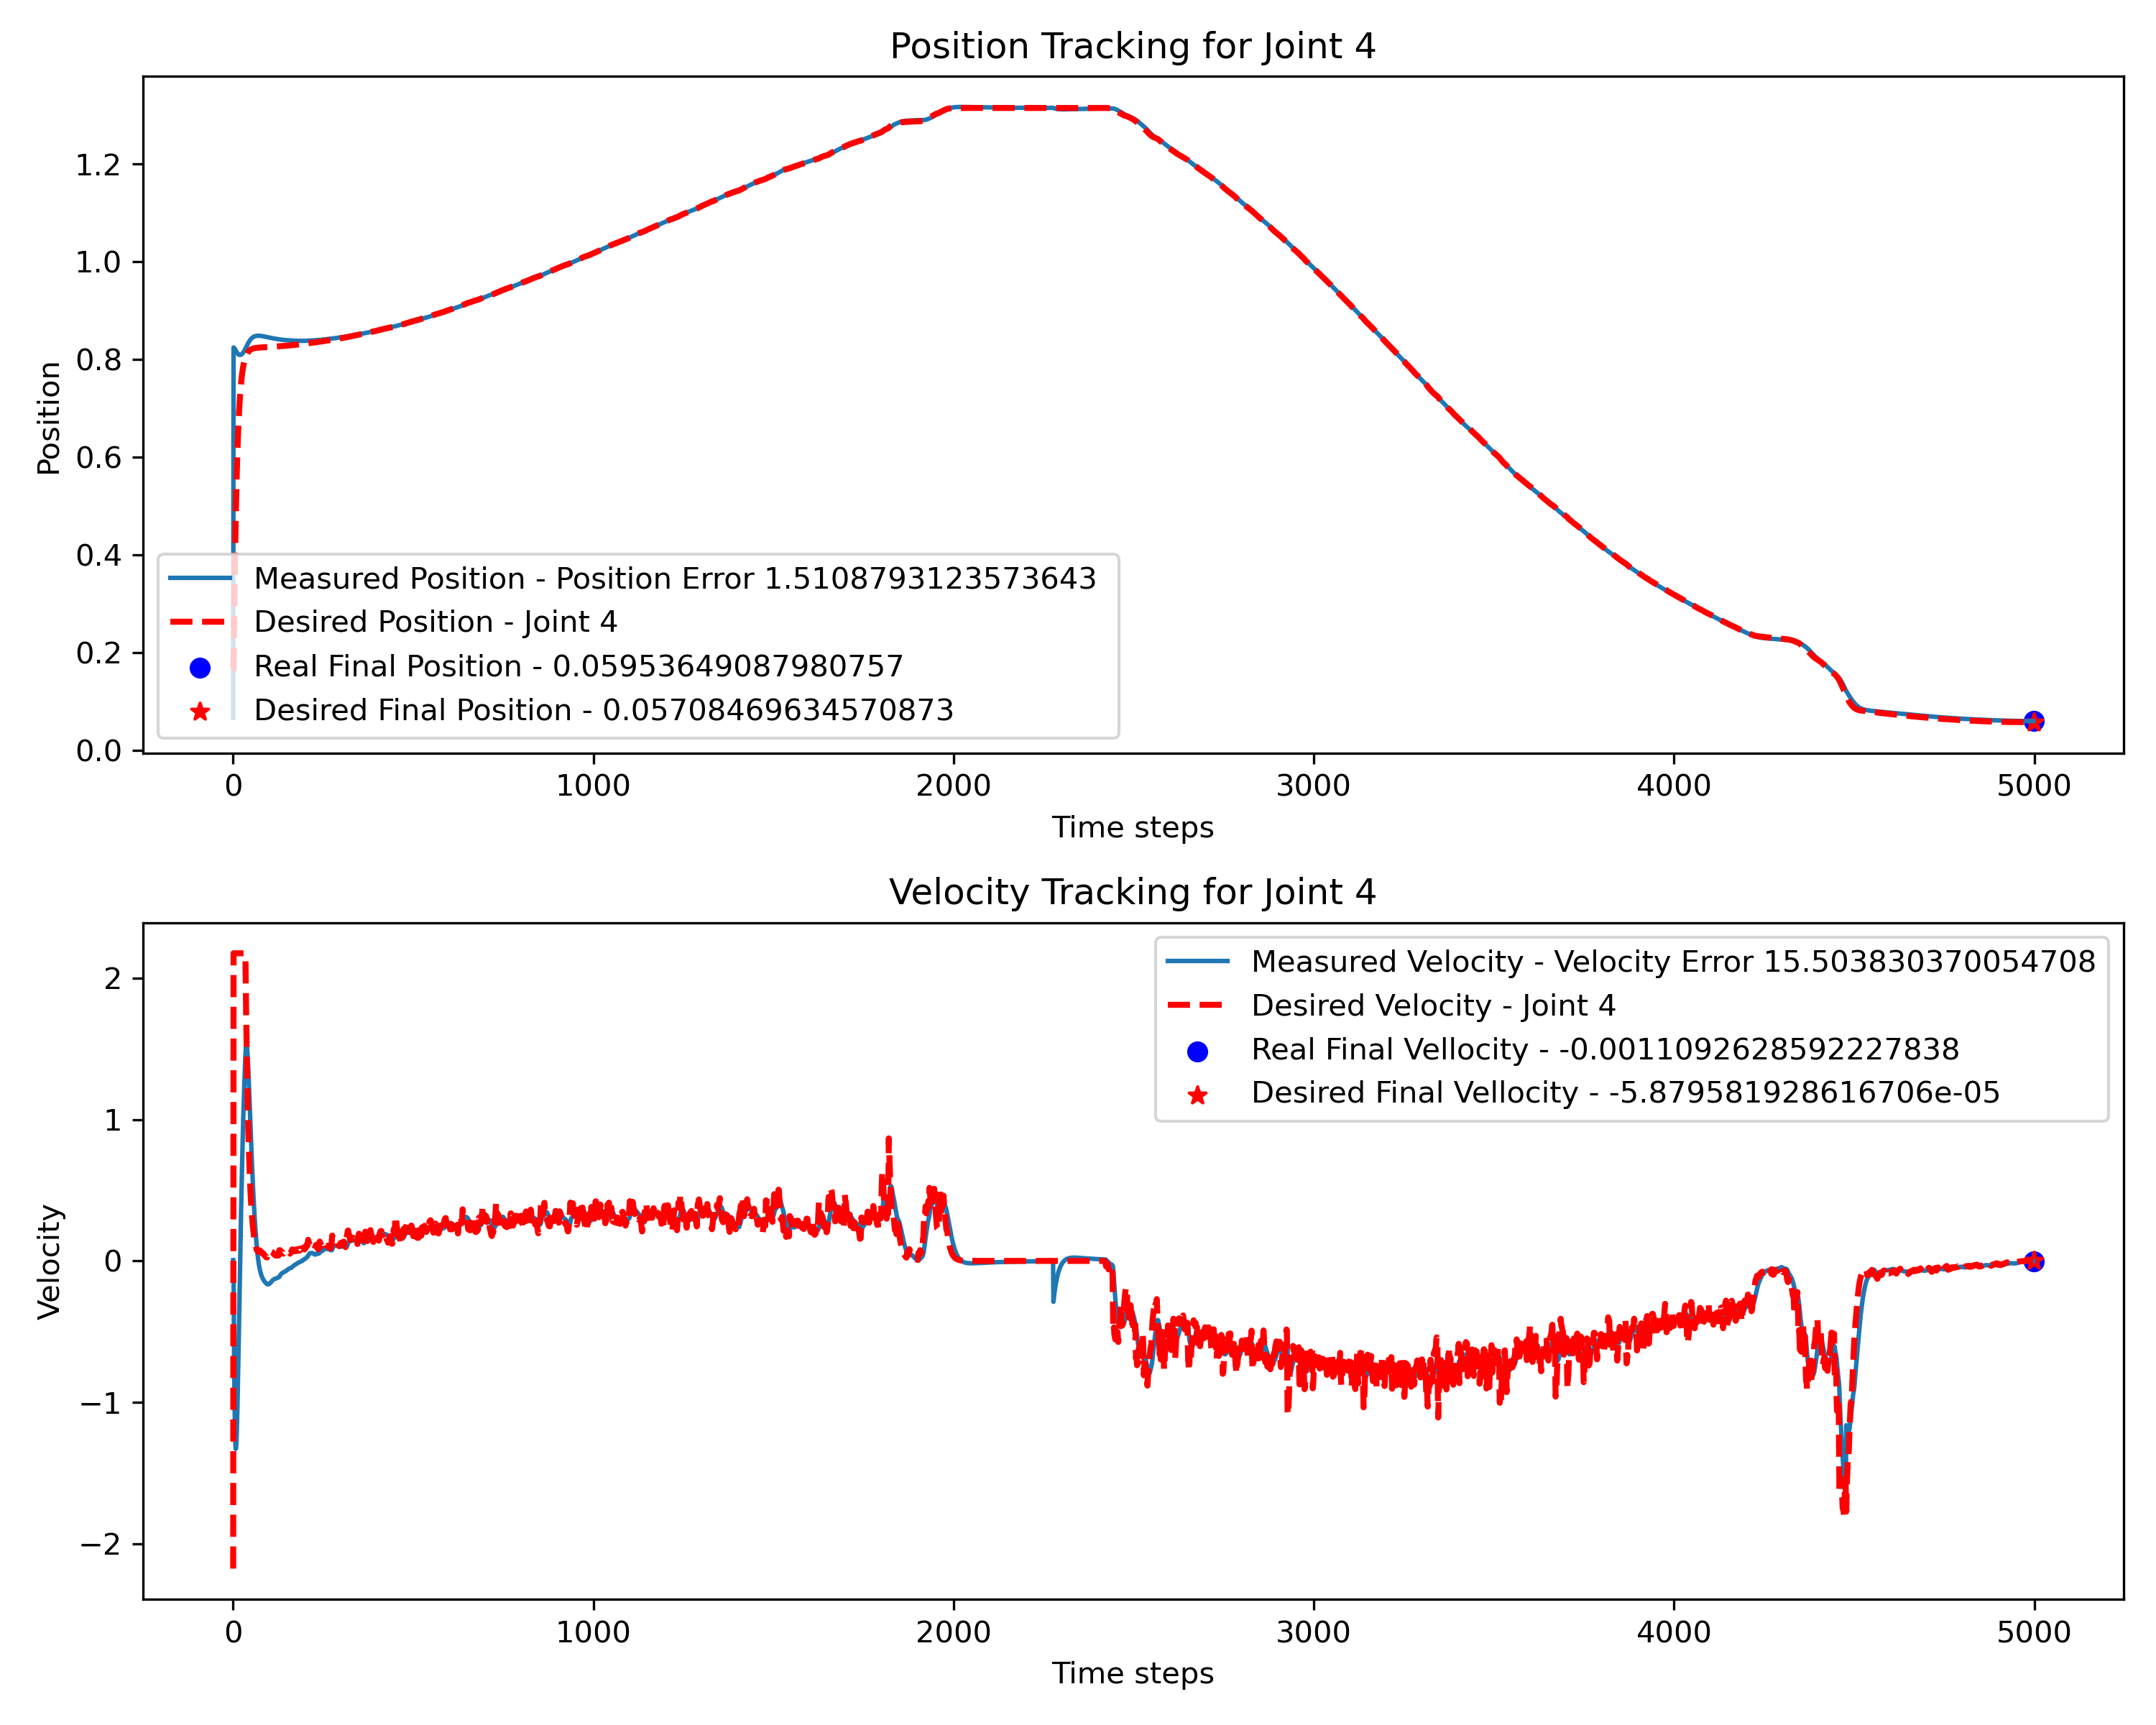 Position Tracking for Joint 4
Position
1.2
1.0
0.8
0.6
0.4
0.2
0.0
Measured Position - Position Error 1.5108793123573643
Desired Position - Joint 4
Real Final Position - 0.05953649087980757
Desired Final Position - 0.05708469634570873
0 1000 2000 3000 4000 5000
Time steps
Velocity Tracking for Joint 4
Velocity
2
1
0
−1
−2
Measured Velocity - Velocity Error 15.503830370054708
Desired Velocity - Joint 4
Real Final Vellocity - -0.0011092628592227838
Desired Final Vellocity - -5.879581928616706e-05
0 1000 2000 3000 4000 5000
Time steps